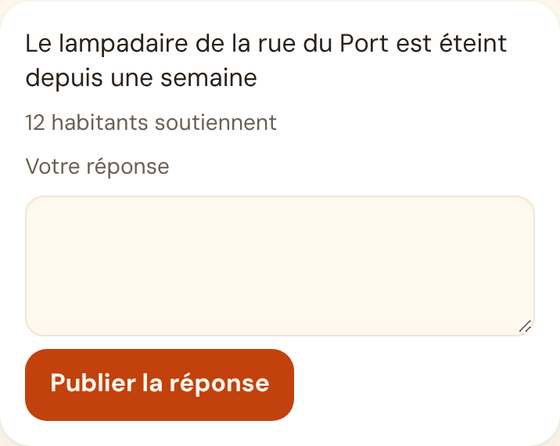 Le lampadaire de la rue du Port est éteint
depuis une semaine
12 habitants soutiennent
Votre réponse
Publier la réponse